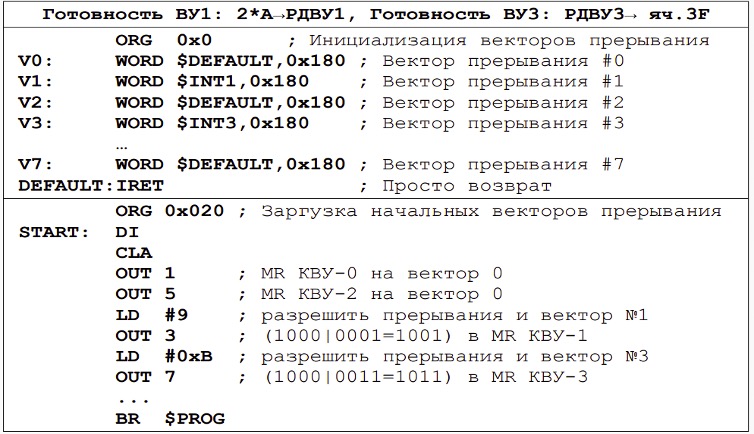 Готовность ВУ1: 2*A→РДВУ1, Готовность ВУ3: РДВУ3→ яч.3F
ORG 0x0 ; Инициализация векторов прерывания
V0: WORD $DEFAULT,0x180 ; Вектор прерывания #0
V1: WORD $INT1,0x180 ; Вектор прерывания #1
V2: WORD $DEFAULT,0x180 ; Вектор прерывания #2
V3: WORD $INT3,0x180 ; Вектор прерывания #3
…
V7: WORD $DEFAULT,0x180 ; Вектор прерывания #7
DEFAULT: IRET ; Просто возврат
ORG 0x020 ; Заргузка начальных векторов прерывания
START: DI
CLA
OUT 1 ; MR КВУ-0 на вектор 0
OUT 5 ; MR КВУ-2 на вектор 0
LD #9 ; разрешить прерывания и вектор №1
OUT 3 ; (1000|0001=1001) в MR КВУ-1
LD #0xB ; разрешить прерывания и вектор №3
OUT 7 ; (1000|0011=1011) в MR КВУ-3
...
BR $PROG